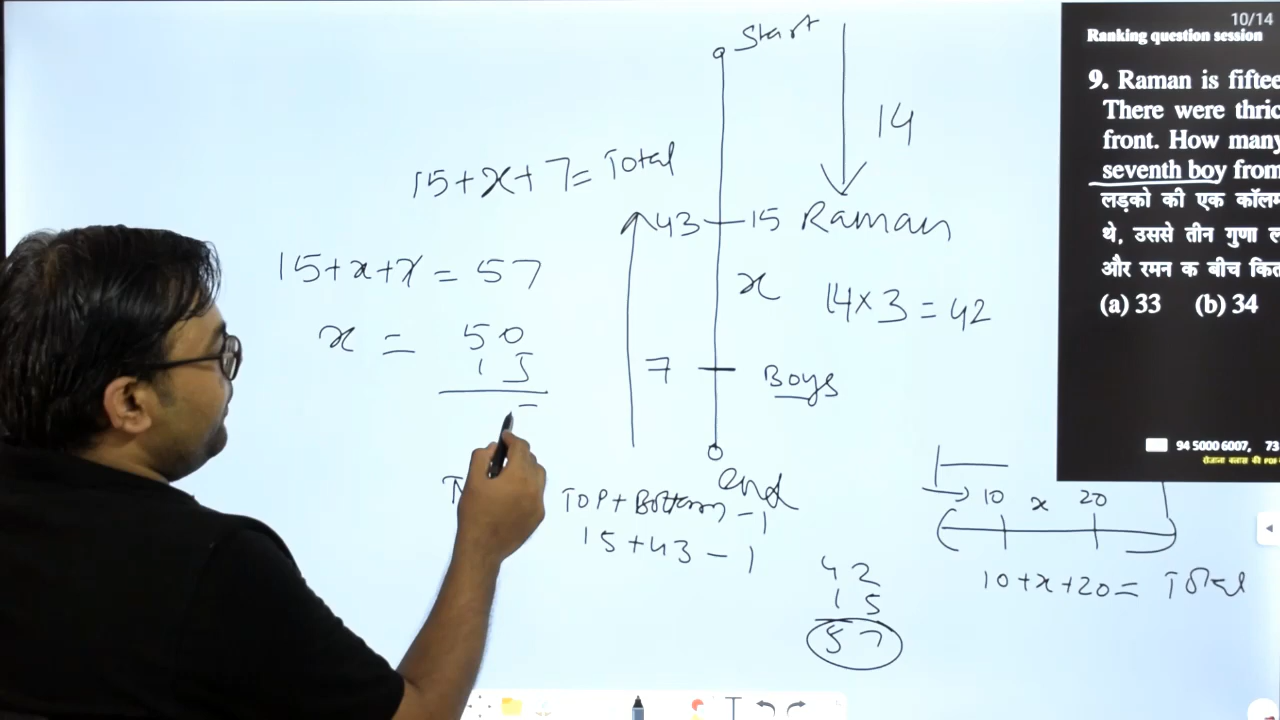 10/14
Ranking question session
9. Raman is fiftee
There were thric
front. How many
seventh boy from
लड़को की एक कॉलम
थे, उससे तीन गुणा ल
और रमन क बीच कित
(a) 33 (b) 34
94 5000 6007, 73
रोजाना क्लास की PDF
Start
14
15+x+7= Total
43 15 Raman
15+x+x = 57
x
14×3 = 42
x = 50
15
7
Boys
end
TOP+Bottom -1
15+43-1
42
15
57
10 x 20
10+x+20= Total